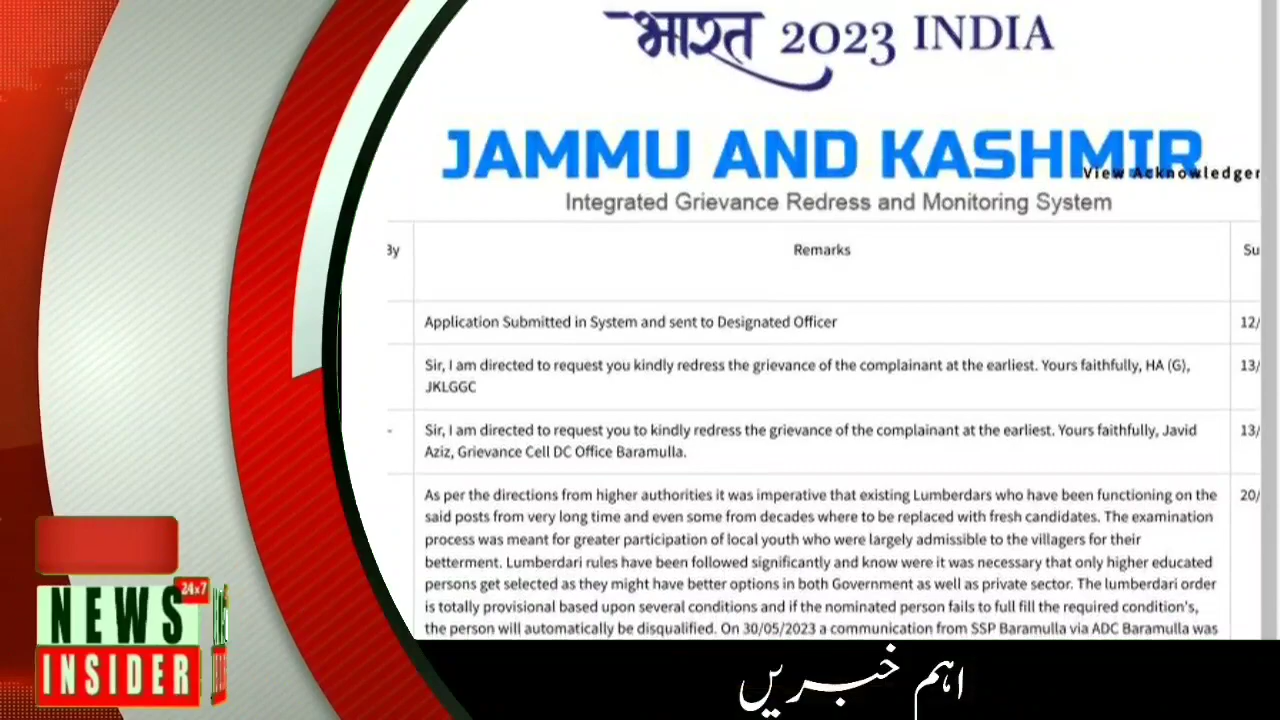 भारत 2023 INDIA
JAMMU AND KASHMIR
View Acknowledger
Integrated Grievance Redress and Monitoring System
By Remarks Su
Application Submitted in System and sent to Designated Officer 12/
Sir, I am directed to request you kindly redress the grievance of the complainant at the earliest. Yours faithfully, HA (G), 13/
JKLGGC
- Sir, I am directed to request you to kindly redress the grievance of the complainant at the earliest. Yours faithfully, Javid 13/
Aziz, Grievance Cell DC Office Baramulla.
As per the directions from higher authorities it was imperative that existing Lumberdars who have been functioning on the 20/
said posts from very long time and even some from decades where to be replaced with fresh candidates. The examination
process was meant for greater participation of local youth who were largely admissible to the villagers for their
betterment. Lumberdari rules have been followed significantly and know were it was necessary that only higher educated
persons get selected as they might have better options in both Government as well as private sector. The lumberdari order
is totally provisional based upon several conditions and if the nominated person fails to full fill the required condition's,
the person will automatically be disqualified. On 30/05/2023 a communication from SSP Baramulla via ADC Baramulla was
24x7
NEWS
INSIDER
اہم خبریں